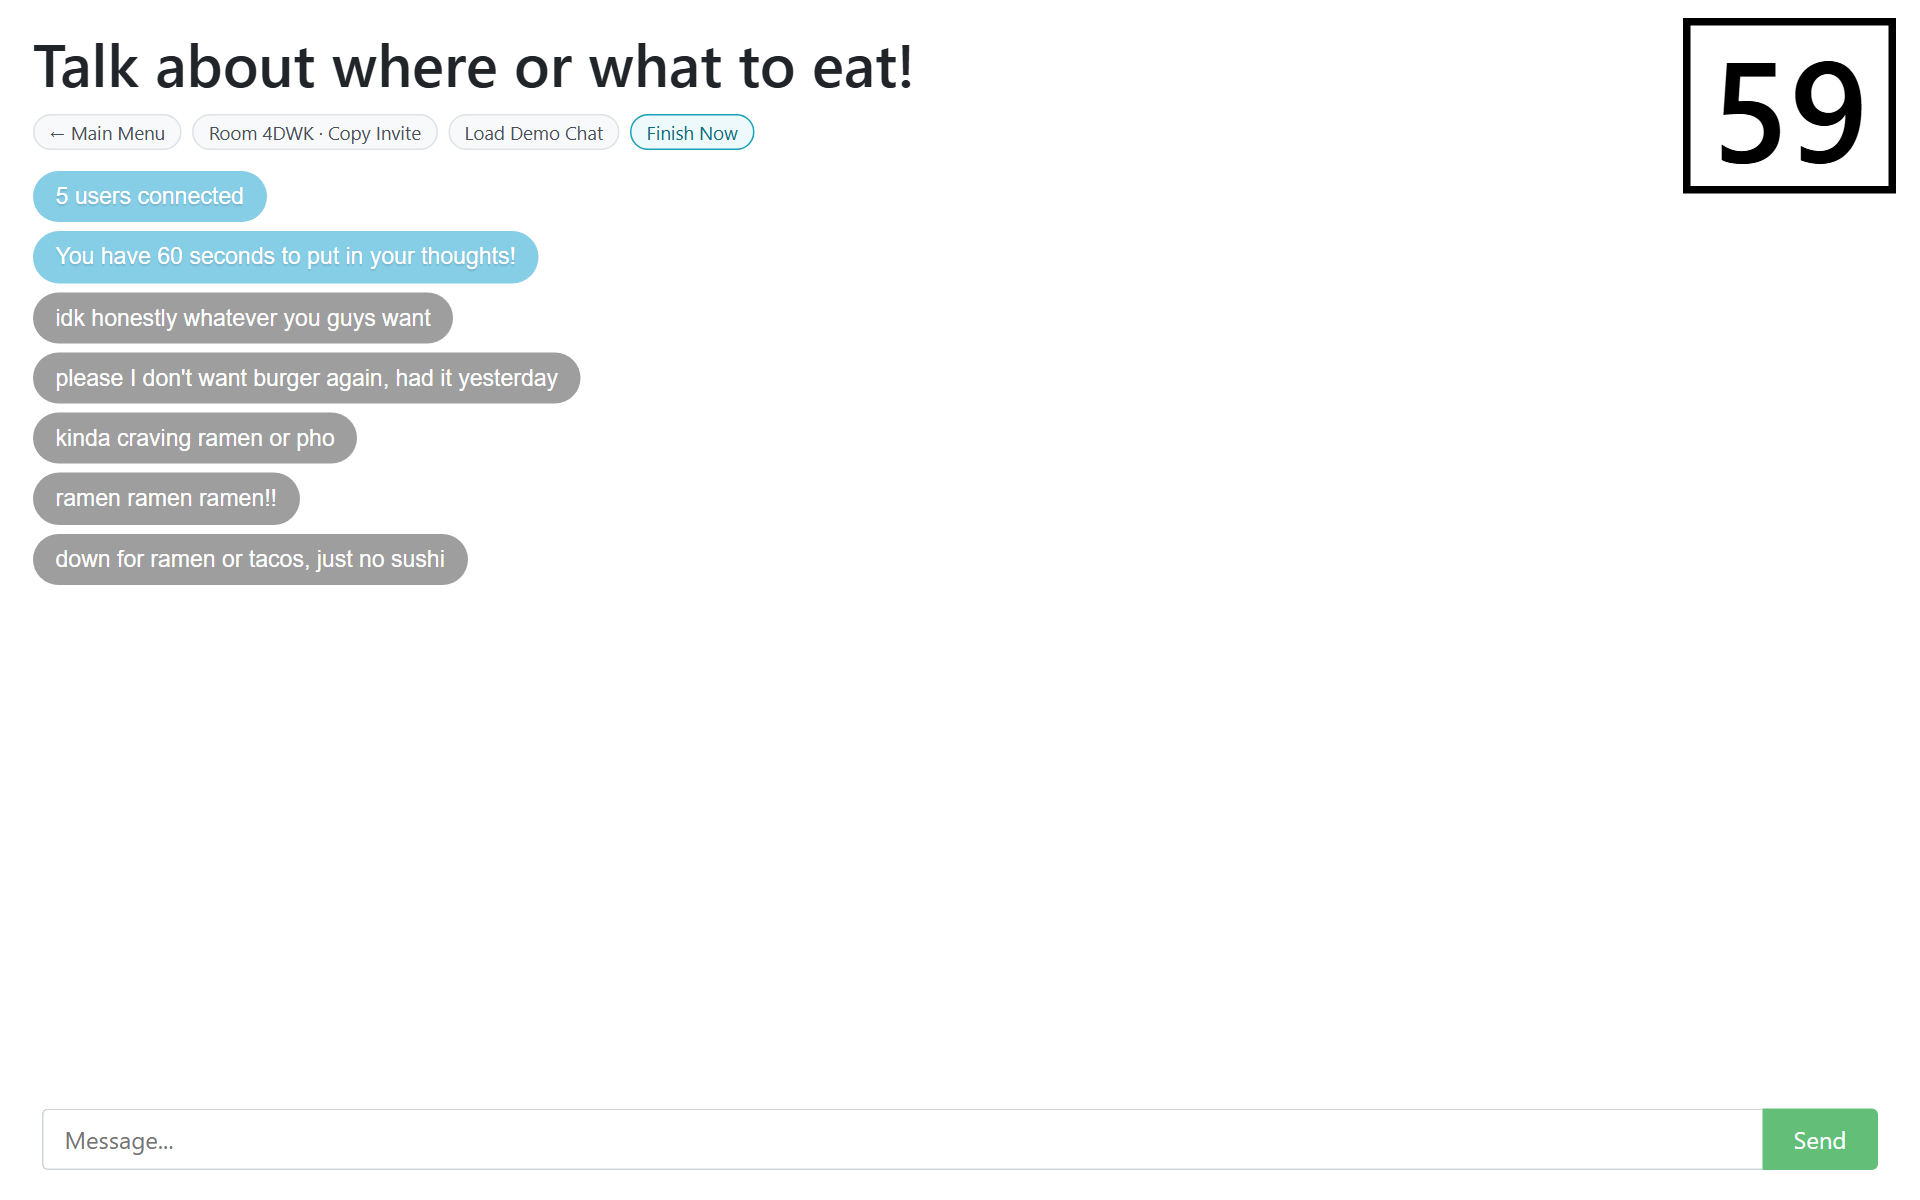 Talk about where or what to eat!
59
← Main Menu
Room 4DWK · Copy Invite
Load Demo Chat
Finish Now
5 users connected
You have 60 seconds to put in your thoughts!
idk honestly whatever you guys want
please I don't want burger again, had it yesterday
kinda craving ramen or pho
ramen ramen ramen!!
down for ramen or tacos, just no sushi
Message...
Send